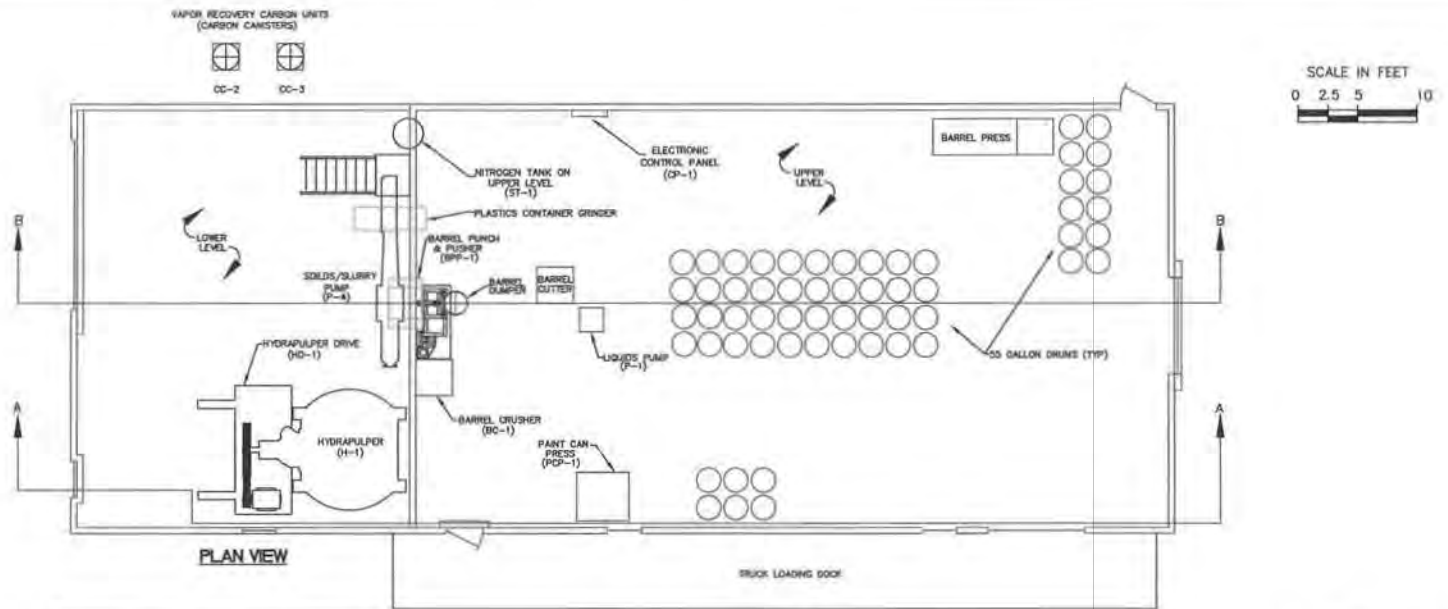 VAPOR RECOVERY CARBON UNITS
(CARBON CANISTERS)
CC-2
CC-3
SCALE IN FEET
0 2.5 5 10
NITROGEN TANK ON
UPPER LEVEL
(ST-1)
ELECTRONIC
CONTROL PANEL
(CP-1)
UPPER
LEVEL
BARREL PRESS
PLASTICS CONTAINER GRINDER
LOWER
LEVEL
BARREL PUNCH
& PUSHER
(BPP-1)
B
B
SOLIDS/SLURRY
PUMP
(P-4)
BARREL
DUMPER
BARREL
CUTTER
LIQUIDS PUMP
(P-1)
55 GALLON DRUMS (TYP)
HYDRAPULPER DRIVE
(HD-1)
A
A
BARREL CRUSHER
(BC-1)
HYDRAPULPER
(H-1)
PAINT CAN
PRESS
(PCP-1)
PLAN VIEW
TRUCK LOADING DOCK